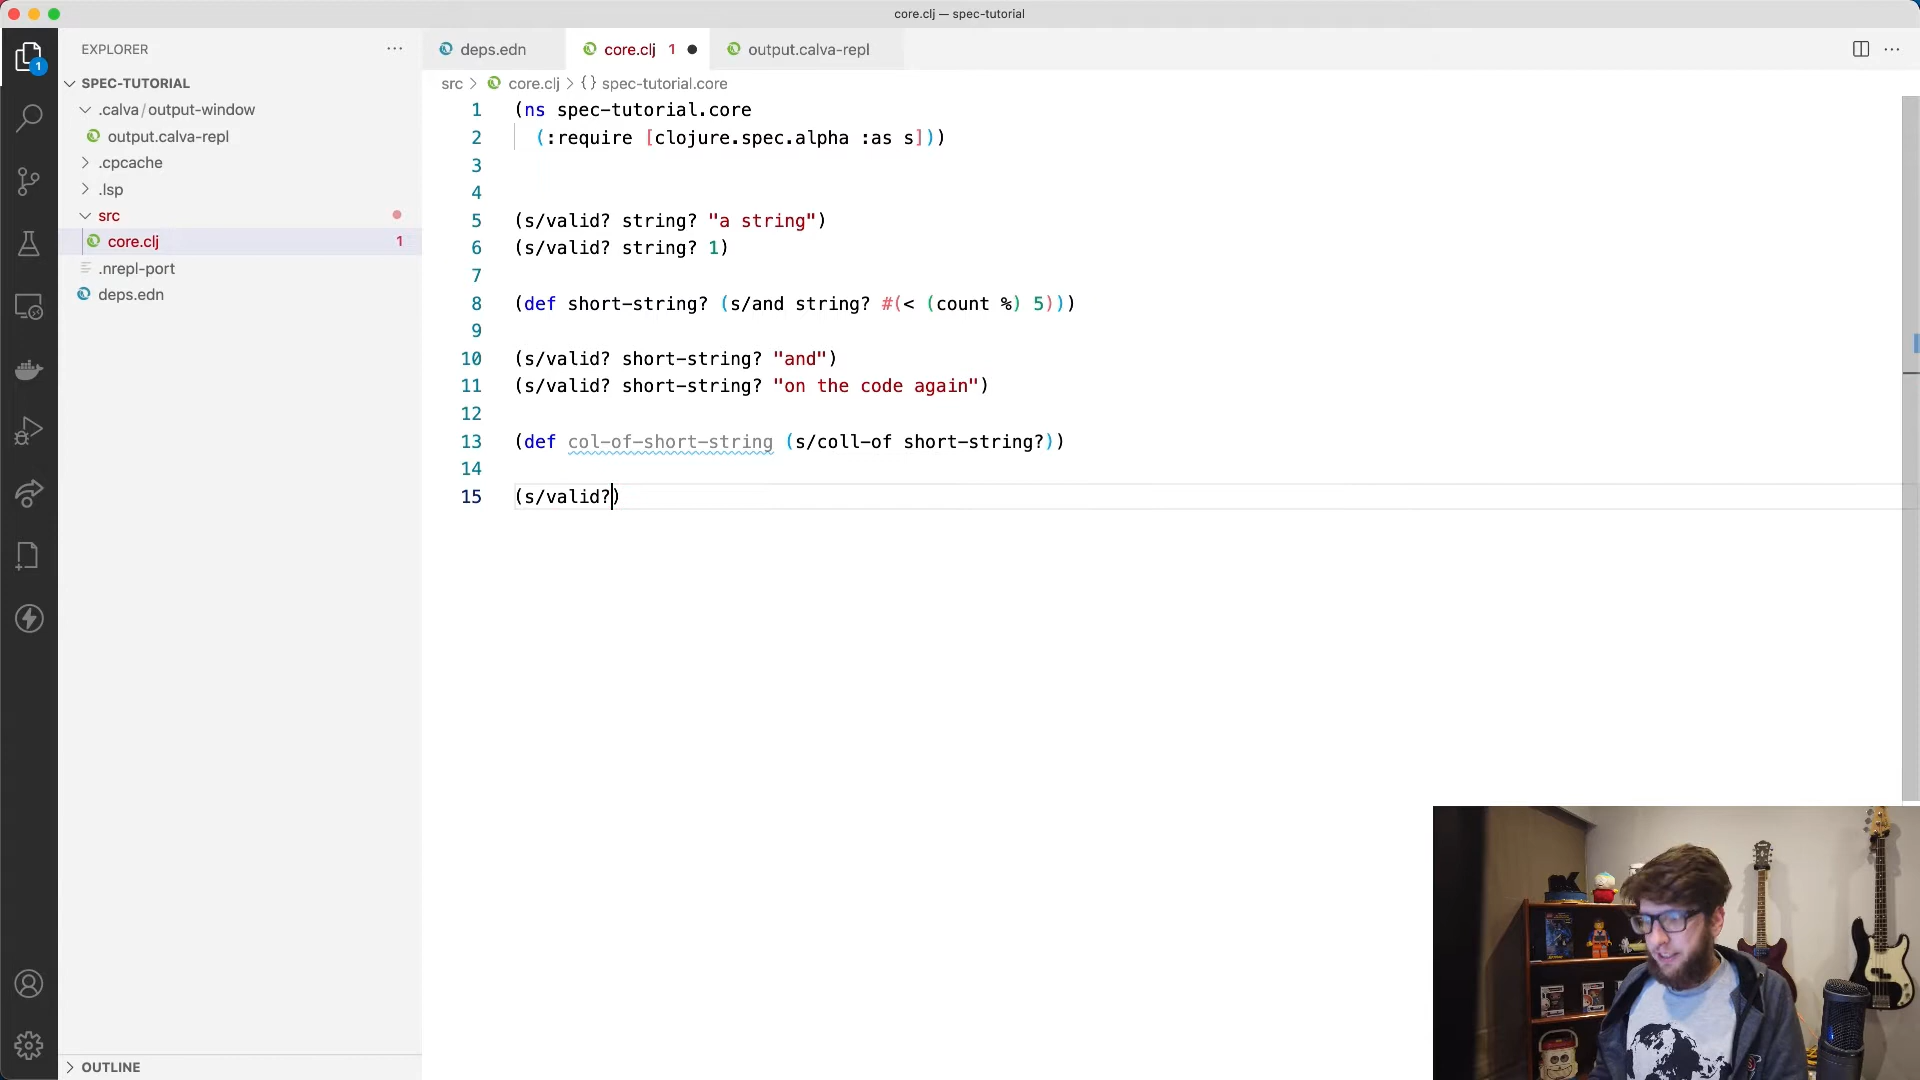 core.clj — spec-tutorial
EXPLORER
deps.edn
core.clj 1
output.calva-repl
SPEC-TUTORIAL
src > core.clj > {} spec-tutorial.core
.calva/output-window
output.calva-repl
.cpcache
.lsp
src
core.clj 1
.nrepl-port
deps.edn
1
1 (ns spec-tutorial.core
2 (:require [clojure.spec.alpha :as s]))
3
4
5 (s/valid? string? "a string")
6 (s/valid? string? 1)
7
8 (def short-string? (s/and string? #(< (count %) 5)))
9
10 (s/valid? short-string? "and")
11 (s/valid? short-string? "on the code again")
12
13 (def col-of-short-string (s/coll-of short-string?))
14
15 (s/valid?)
OUTLINE